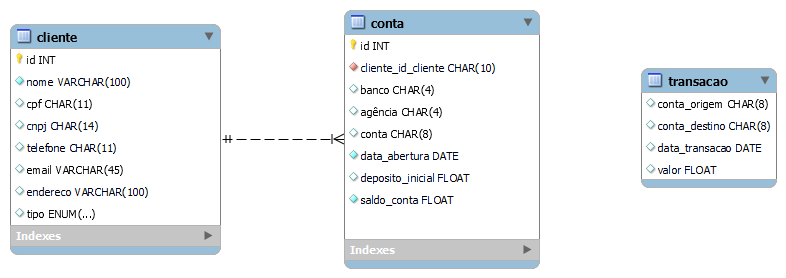 cliente
id INT
nome VARCHAR(100)
cpf CHAR(11)
cnpj CHAR(14)
telefone CHAR(11)
email VARCHAR(45)
endereco VARCHAR(100)
tipo ENUM(...)
Indexes
conta
id INT
cliente_id_cliente CHAR(10)
banco CHAR(4)
agência CHAR(4)
conta CHAR(8)
data_abertura DATE
deposito_inicial FLOAT
saldo_conta FLOAT
Indexes
transacao
conta_origem CHAR(8)
conta_destino CHAR(8)
data_transacao DATE
valor FLOAT